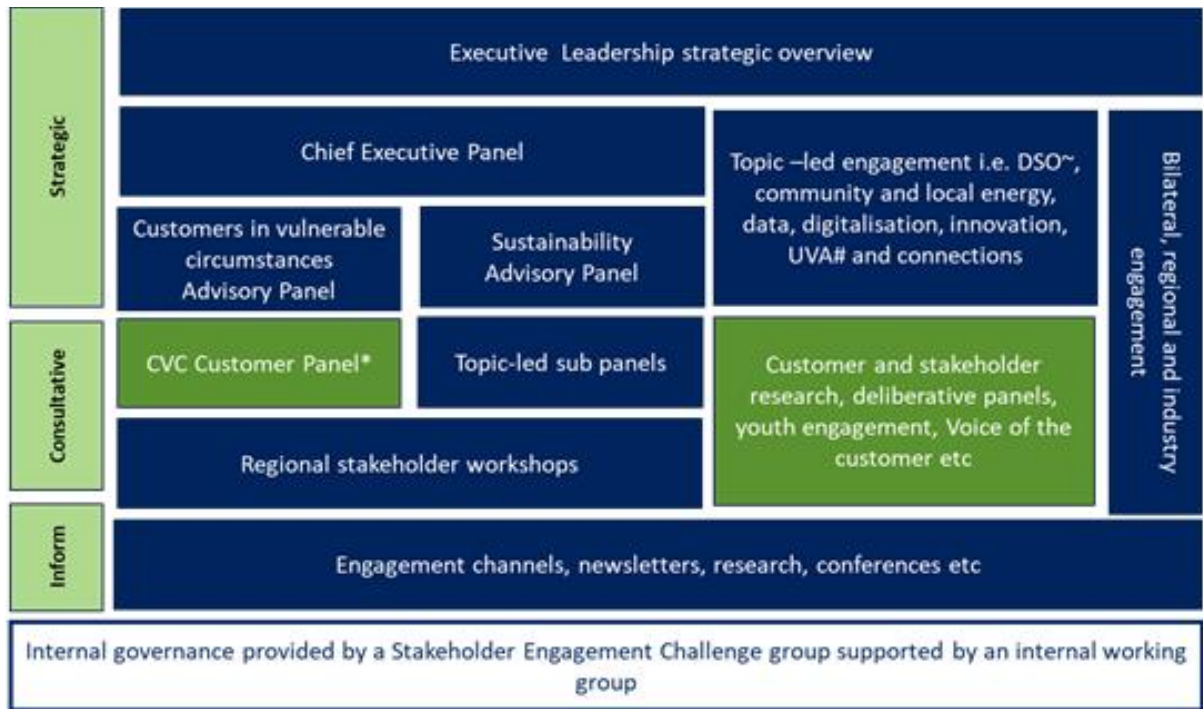 Executive Leadership strategic overview
Strategic
Chief Executive Panel
Topic –led engagement i.e. DSO~,
community and local energy,
data, digitalisation, innovation,
UVA# and connections
Bilateral, regional and industry
engagement
Customers in vulnerable
circumstances
Advisory Panel
Sustainability
Advisory Panel
Consultative
CVC Customer Panel*
Topic-led sub panels
Customer and stakeholder
research, deliberative panels,
youth engagement, Voice of the
customer etc
Regional stakeholder workshops
Inform
Engagement channels, newsletters, research, conferences etc
Internal governance provided by a Stakeholder Engagement Challenge group supported by an internal working
group